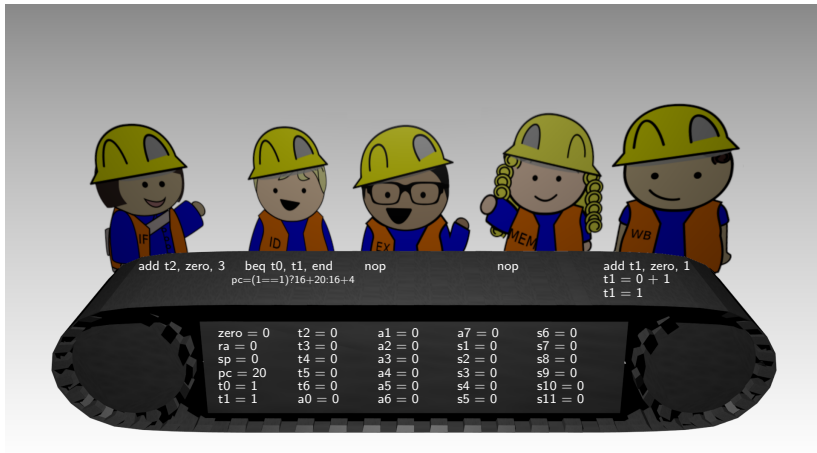 IF
ID
EX
MEM
WB
add t2, zero, 3
beq t0, t1, end
nop
nop
add t1, zero, 1
pc=(1==1)?16+20:16+4
t1 = 0 + 1
t1 = 1
zero = 0 t2 = 0 a1 = 0 a7 = 0 s6 = 0
ra = 0 t3 = 0 a2 = 0 s1 = 0 s7 = 0
sp = 0 t4 = 0 a3 = 0 s2 = 0 s8 = 0
pc = 20 t5 = 0 a4 = 0 s3 = 0 s9 = 0
t0 = 1 t6 = 0 a5 = 0 s4 = 0 s10 = 0
t1 = 1 a0 = 0 a6 = 0 s5 = 0 s11 = 0